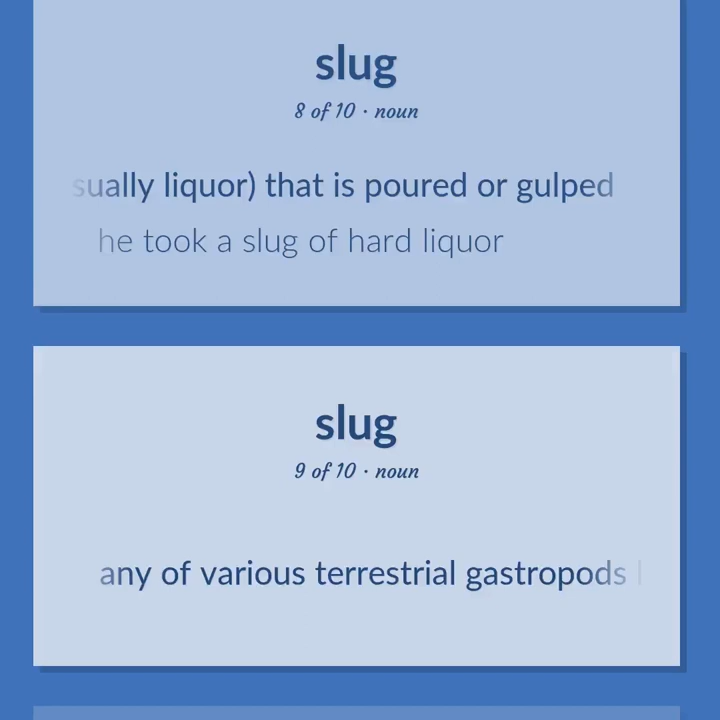 slug
8 of 10 · noun
sually liquor) that is poured or gulped
he took a slug of hard liquor
slug
9 of 10 · noun
any of various terrestrial gastropods